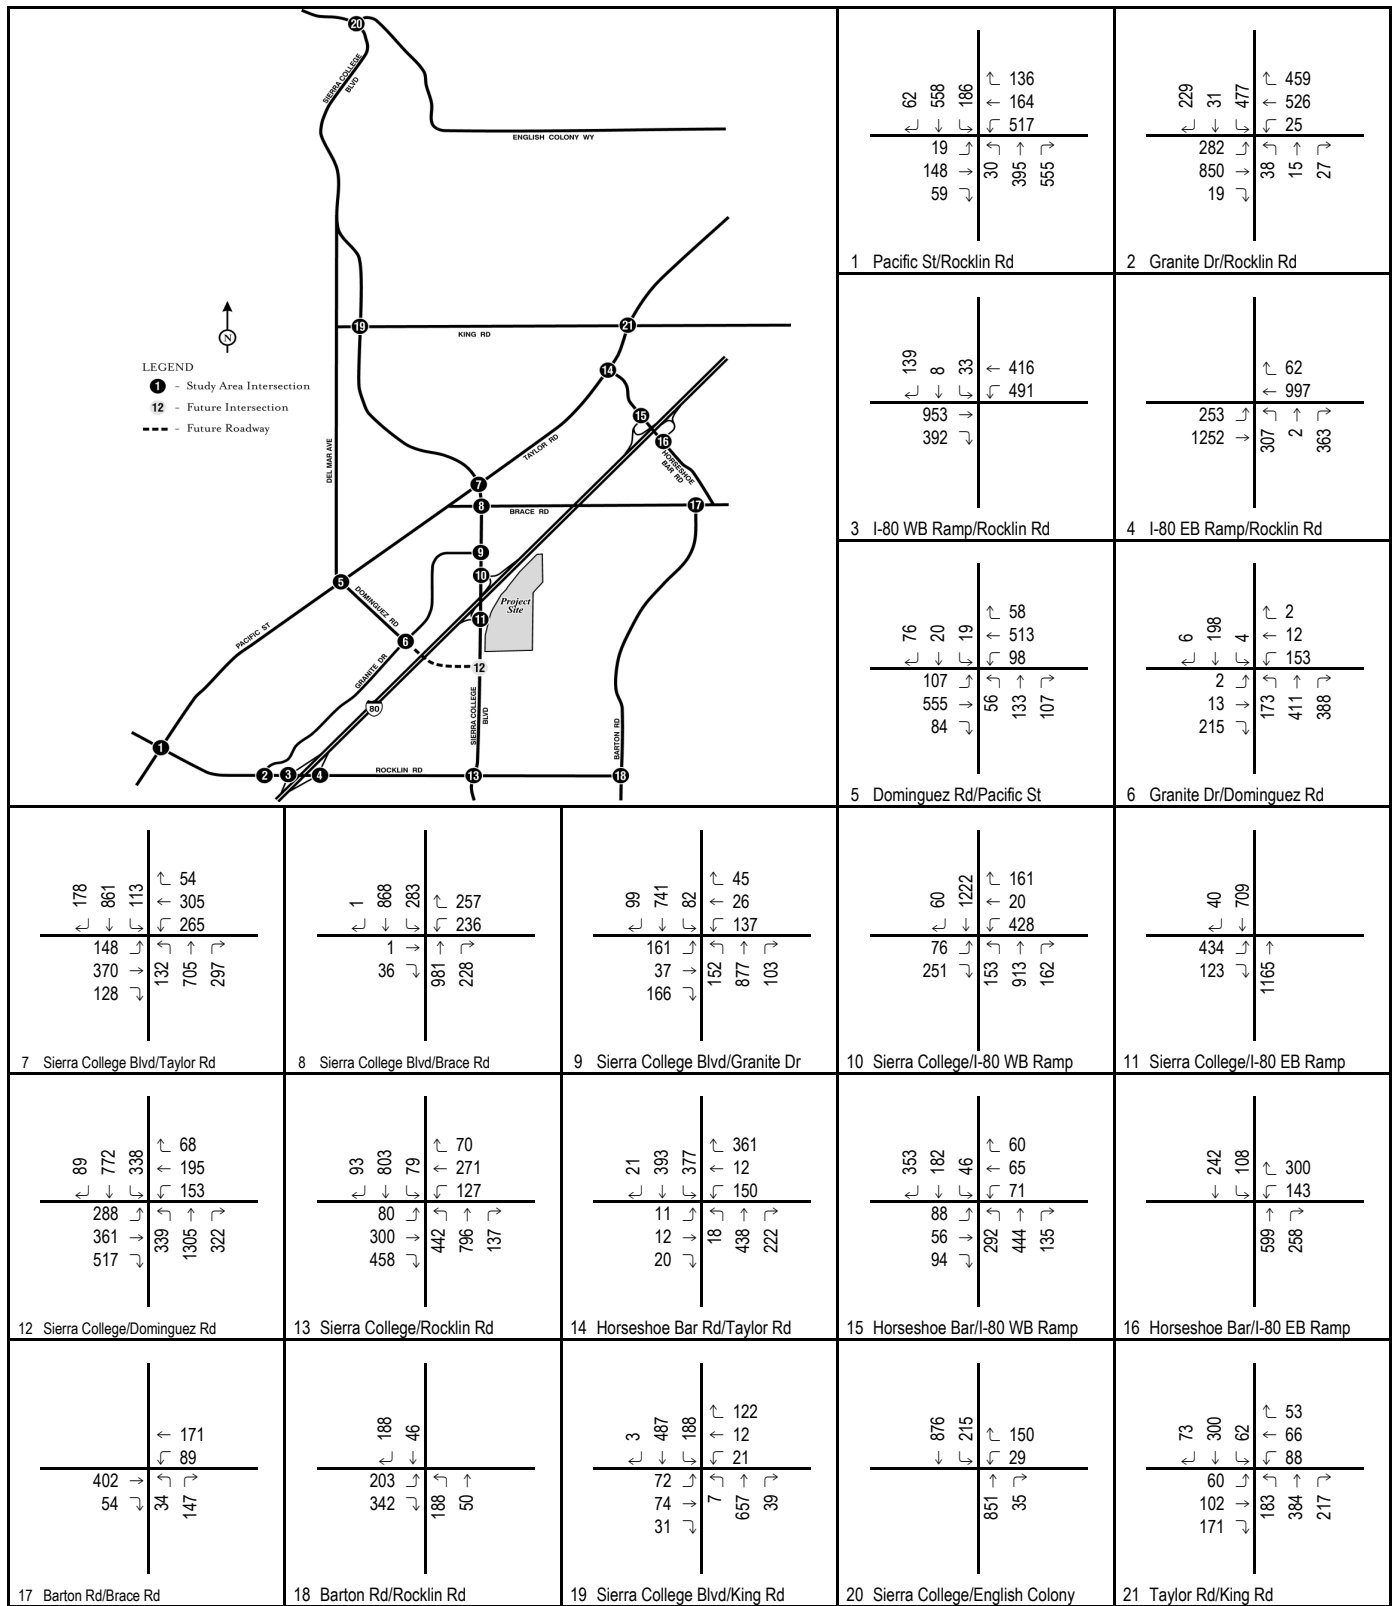 20
SIERRA COLLEGE
BLVD
ENGLISH COLONY WY
N
19
KING RD
21
LEGEND
1 - Study Area Intersection
12 - Future Intersection
- Future Roadway
14
15
16
HORSESHOE
BAR RD
TAYLOR RD
DEL MAR AVE
7
8
BRACE RD
17
9
10
5
DOMINGUEZ RD
Project
Site
11
PACIFIC ST
6
12
GRANITE DR
80
SIERRA COLLEGE
BLVD
BARTON RD
1
2
3
4
ROCKLIN RD
13
18
62 558 186
↑ 136
← 164
517
19
148 →
59
30 395 555
1 Pacific St/Rocklin Rd
229 31 477
459
← 526
25
282
850 →
19
38 15 27
2 Granite Dr/Rocklin Rd
139 8 33
← 416
491
953 →
392
3 I-80 WB Ramp/Rocklin Rd
62
← 997
253
1252 →
307 2 363
4 I-80 EB Ramp/Rocklin Rd
76 20 19
58
← 513
98
107
555 →
84
56 133 107
5 Dominguez Rd/Pacific St
6 198 4
2
← 12
153
2
13 →
215
173 411 388
6 Granite Dr/Dominguez Rd
178 861 113
54
← 305
265
148
370 →
128
132 705 297
7 Sierra College Blvd/Taylor Rd
1 868 283
257
236
1 →
36
981 228
8 Sierra College Blvd/Brace Rd
99 741 82
45
← 26
137
161
37 →
166
152 877 103
9 Sierra College Blvd/Granite Dr
60 1222
161
← 20
428
76
251
153 913 162
10 Sierra College/I-80 WB Ramp
40 709
434
123
1165
11 Sierra College/I-80 EB Ramp
89 772 338
68
← 195
153
288
361 →
517
339 1305 322
12 Sierra College/Dominguez Rd
93 803 79
70
← 271
127
80
300 →
458
442 796 137
13 Sierra College/Rocklin Rd
21 393 377
361
← 12
150
11
12 →
20
18 438 222
14 Horseshoe Bar Rd/Taylor Rd
353 182 46
60
← 65
71
88
56 →
94
292 444 135
15 Horseshoe Bar/I-80 WB Ramp
242 108
300
143
599 258
16 Horseshoe Bar/I-80 EB Ramp
← 171
89
402 →
54
34 147
17 Barton Rd/Brace Rd
188 46
203
342
188 50
18 Barton Rd/Rocklin Rd
3 487 188
122
← 12
21
72
74 →
31
7 657 39
19 Sierra College Blvd/King Rd
876 215
150
29
851 35
20 Sierra College/English Colony
73 300 62
53
← 66
88
60
102 →
171
183 384 217
21 Taylor Rd/King Rd